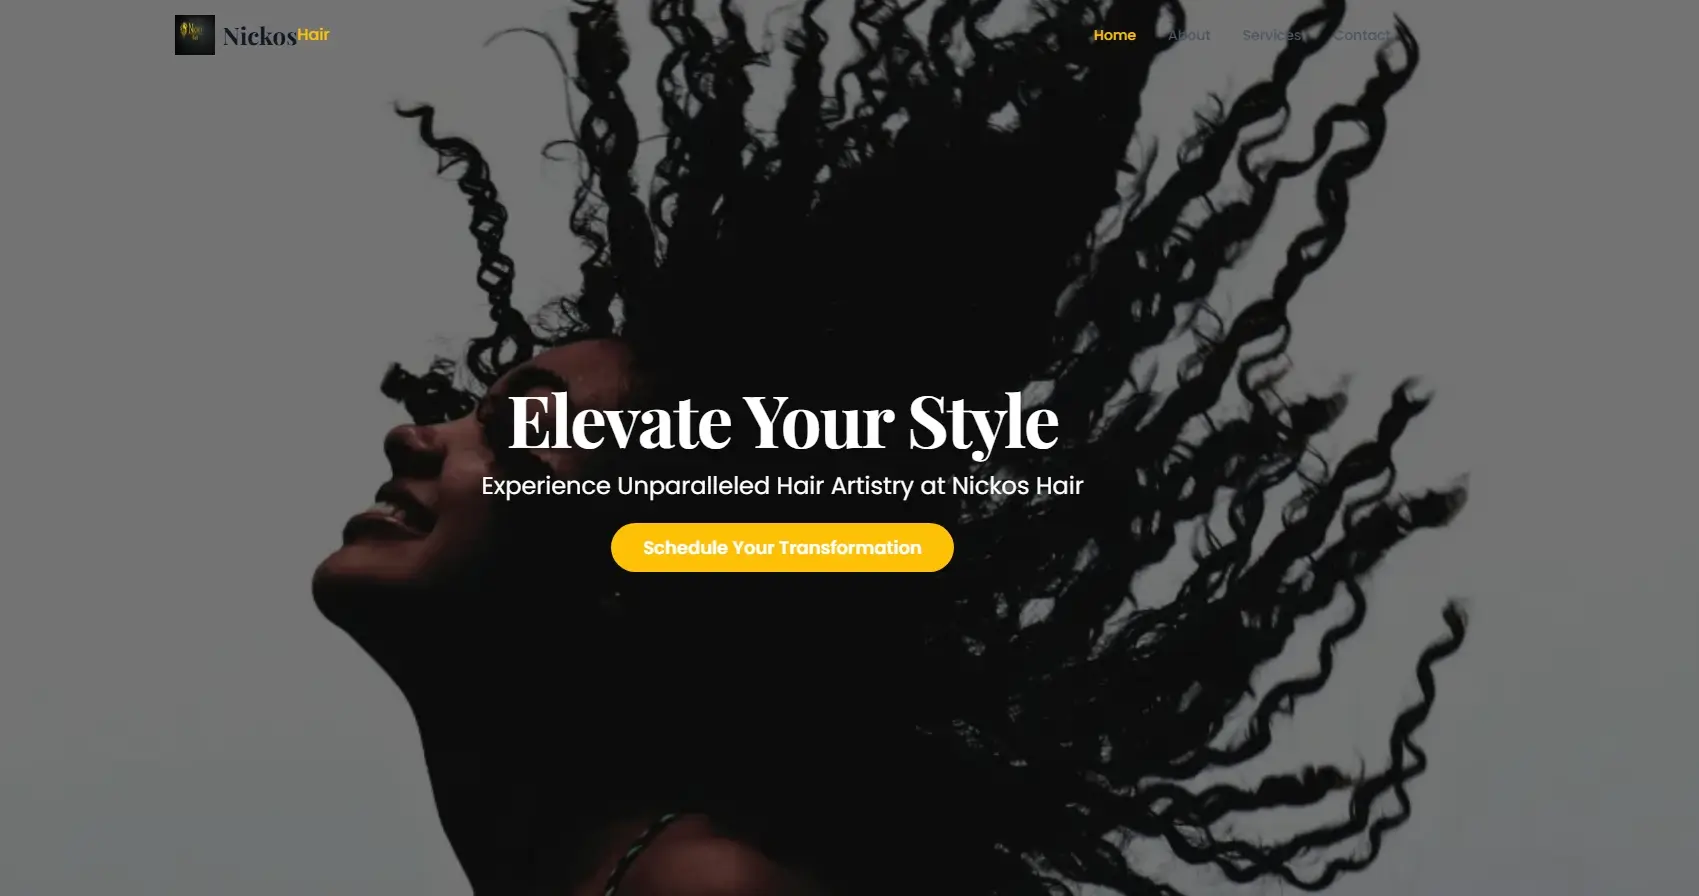 NickosHair
Home About Services Contact
Elevate Your Style
Experience Unparalleled Hair Artistry at Nickos Hair
Schedule Your Transformation